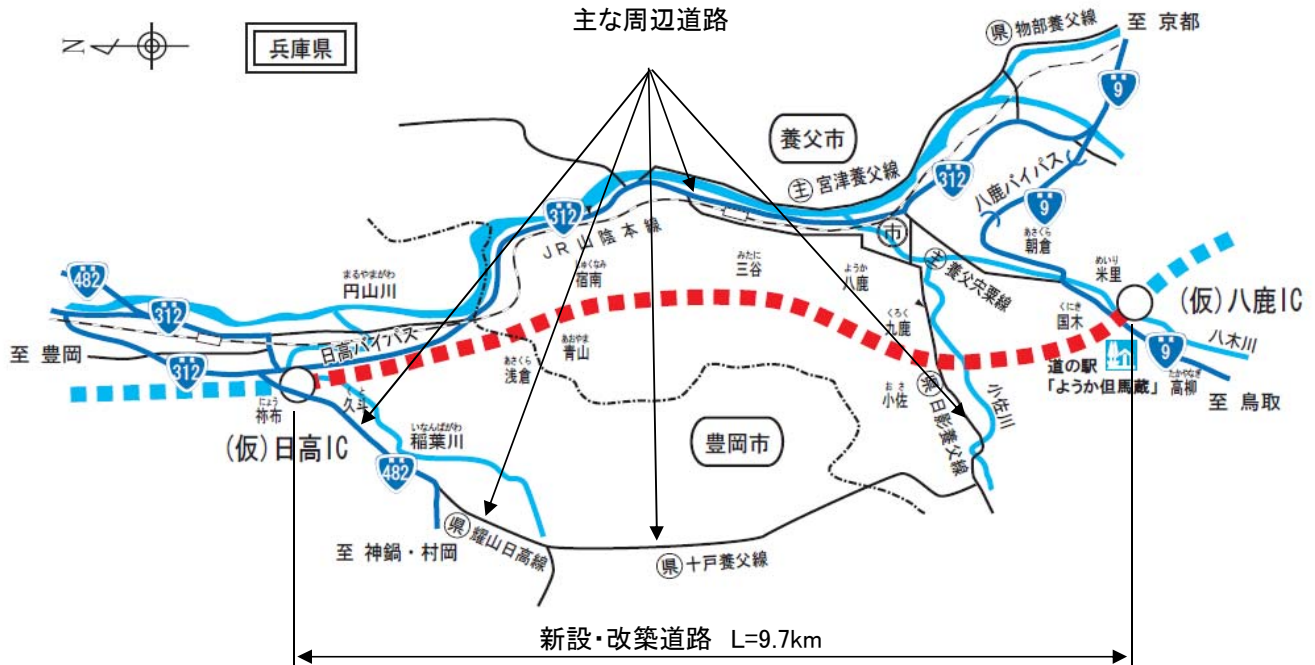 主な周辺道路
N
兵庫県
県 物部養父線
至 京都
9
養父市
主 宮津養父線
312
八鹿バイパス
9
あさくら
朝倉
312
JR山陰本線
市
482
まるやまがわ
円山川
しゅくなみ
宿南
みたに
三谷
ようか
八鹿
主 養父宍粟線
めいり
米里
(仮)八鹿IC
312
日高バイパス
至 豊岡
312
あおやま
青山
あさくら
浅倉
くろく
九鹿
くにき
国木
八木川
9
道の駅
「ようか但馬蔵」
たかやなぎ
高柳
至 鳥取
にょう
祢布
と
久斗
(仮)日高IC
いなんばがわ
稲葉川
482
おさ
小佐
小佐川
県 日影養父線
豊岡市
至 神鍋・村岡
県 耀山日高線
県 十戸養父線
新設・改築道路 L=9.7km